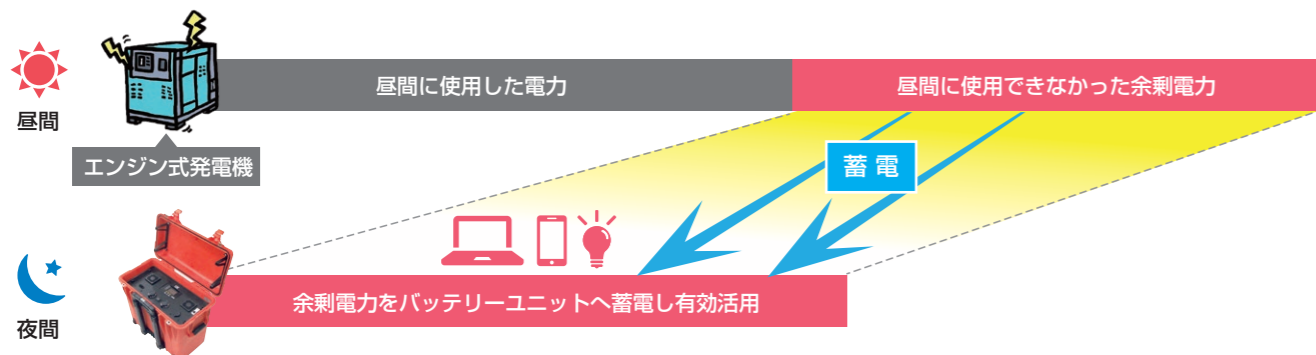 昼間
エンジン式発電機
昼間に使用した電力
昼間に使用できなかった余剰電力
蓄電
夜間
余剰電力をバッテリーユニットへ蓄電し有効活用